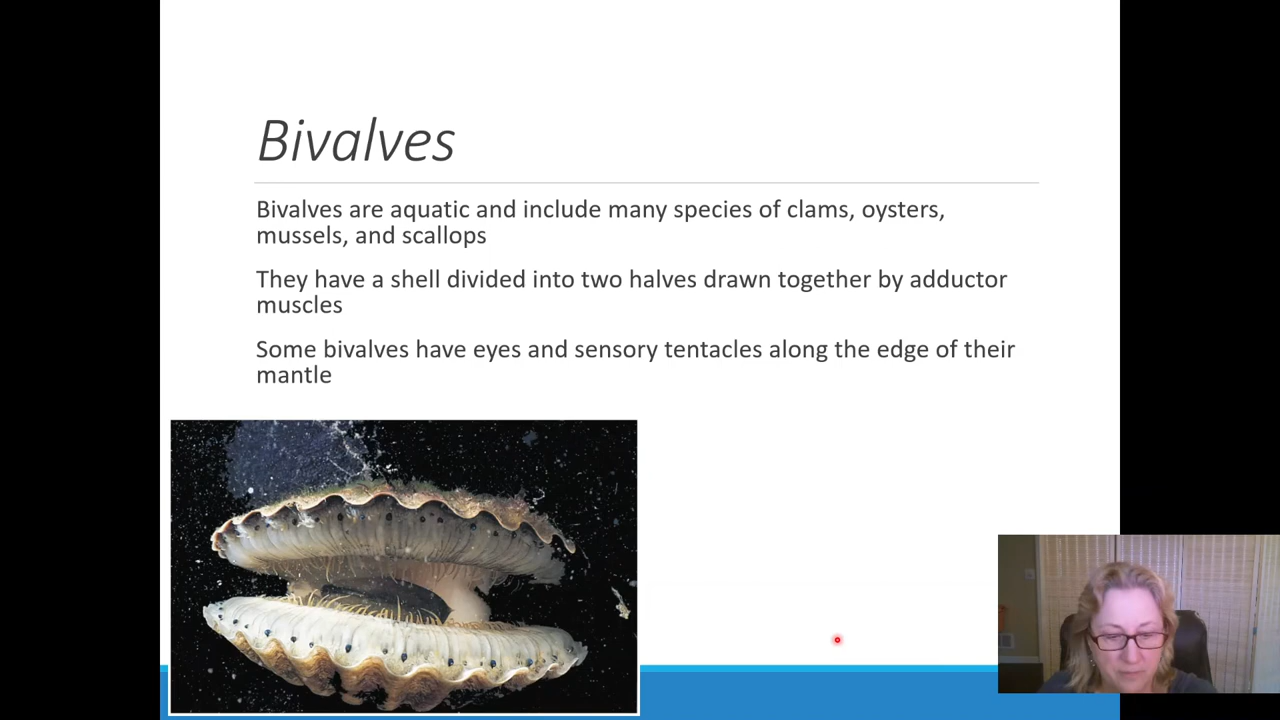 Bivalves
Bivalves are aquatic and include many species of clams, oysters,
mussels, and scallops
They have a shell divided into two halves drawn together by adductor
muscles
Some bivalves have eyes and sensory tentacles along the edge of their
mantle